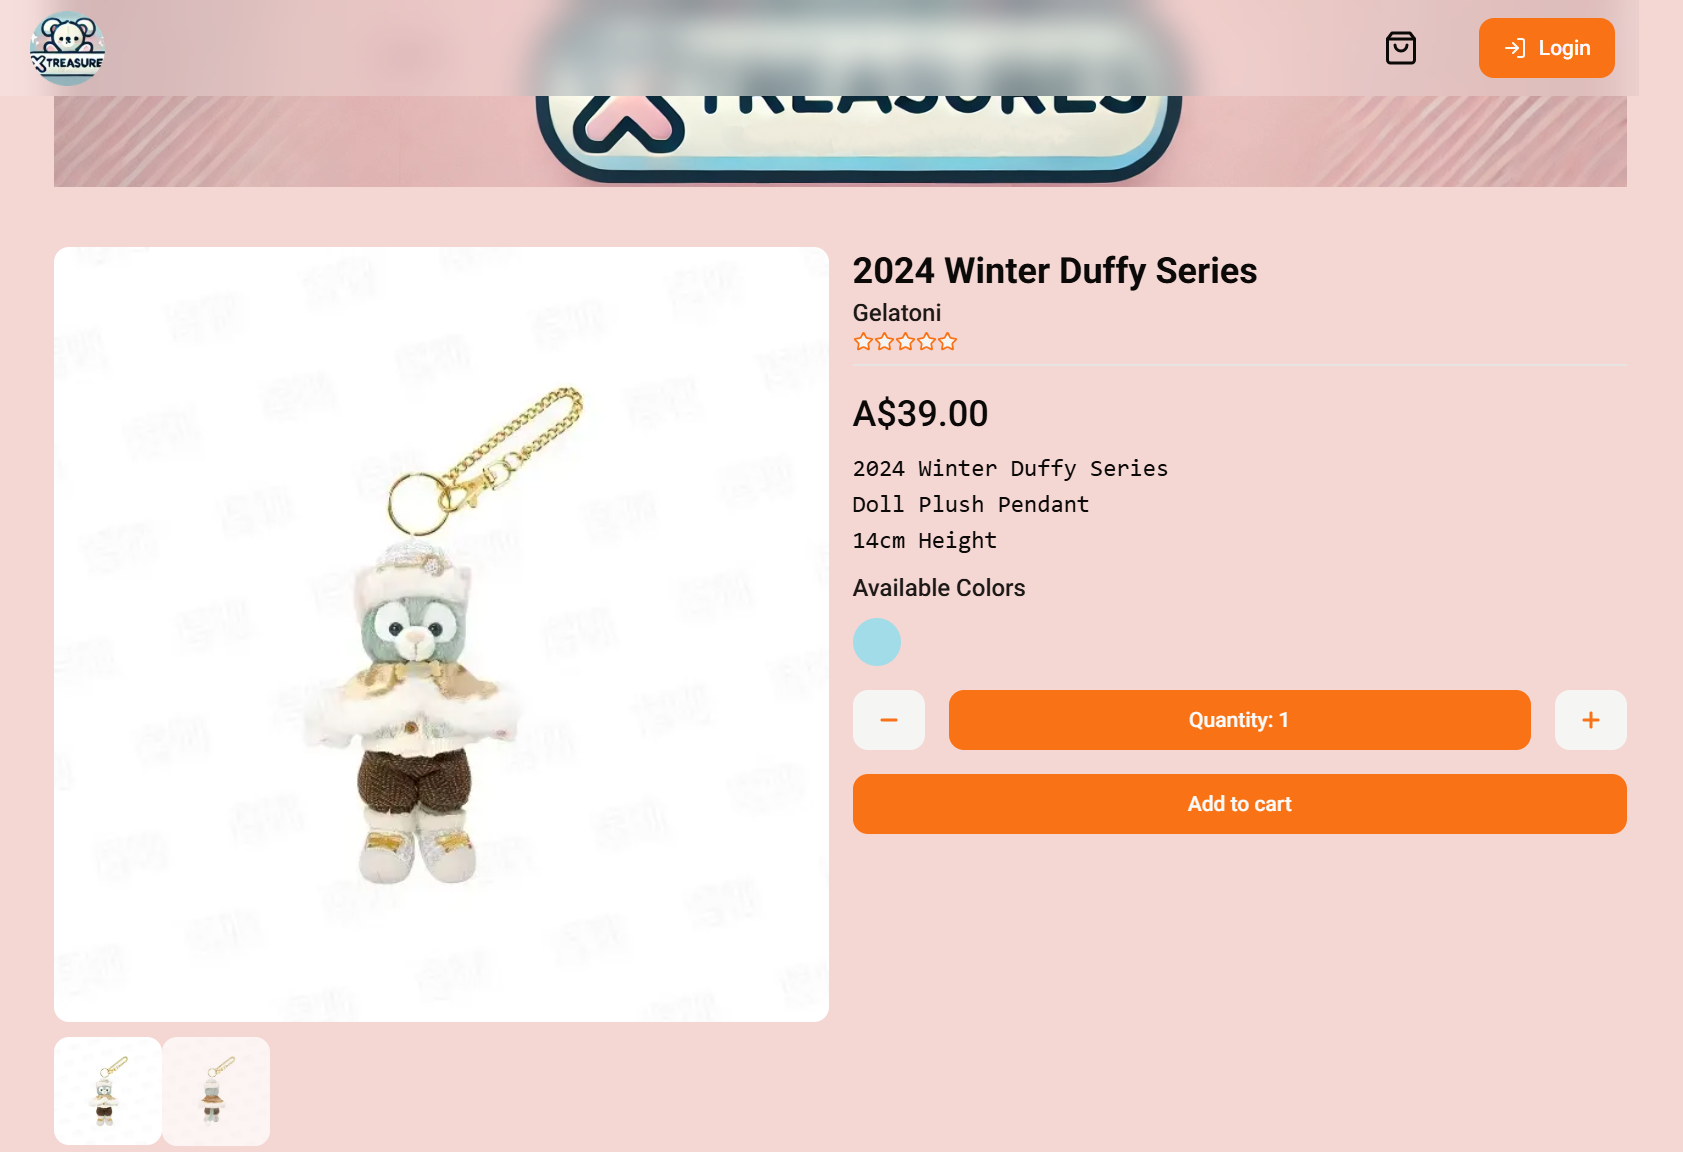 X TREASURE
X TREASURES
Login
2024 Winter Duffy Series
Gelatoni
A$39.00
2024 Winter Duffy Series
Doll Plush Pendant
14cm Height
Available Colors
Quantity: 1
Add to cart